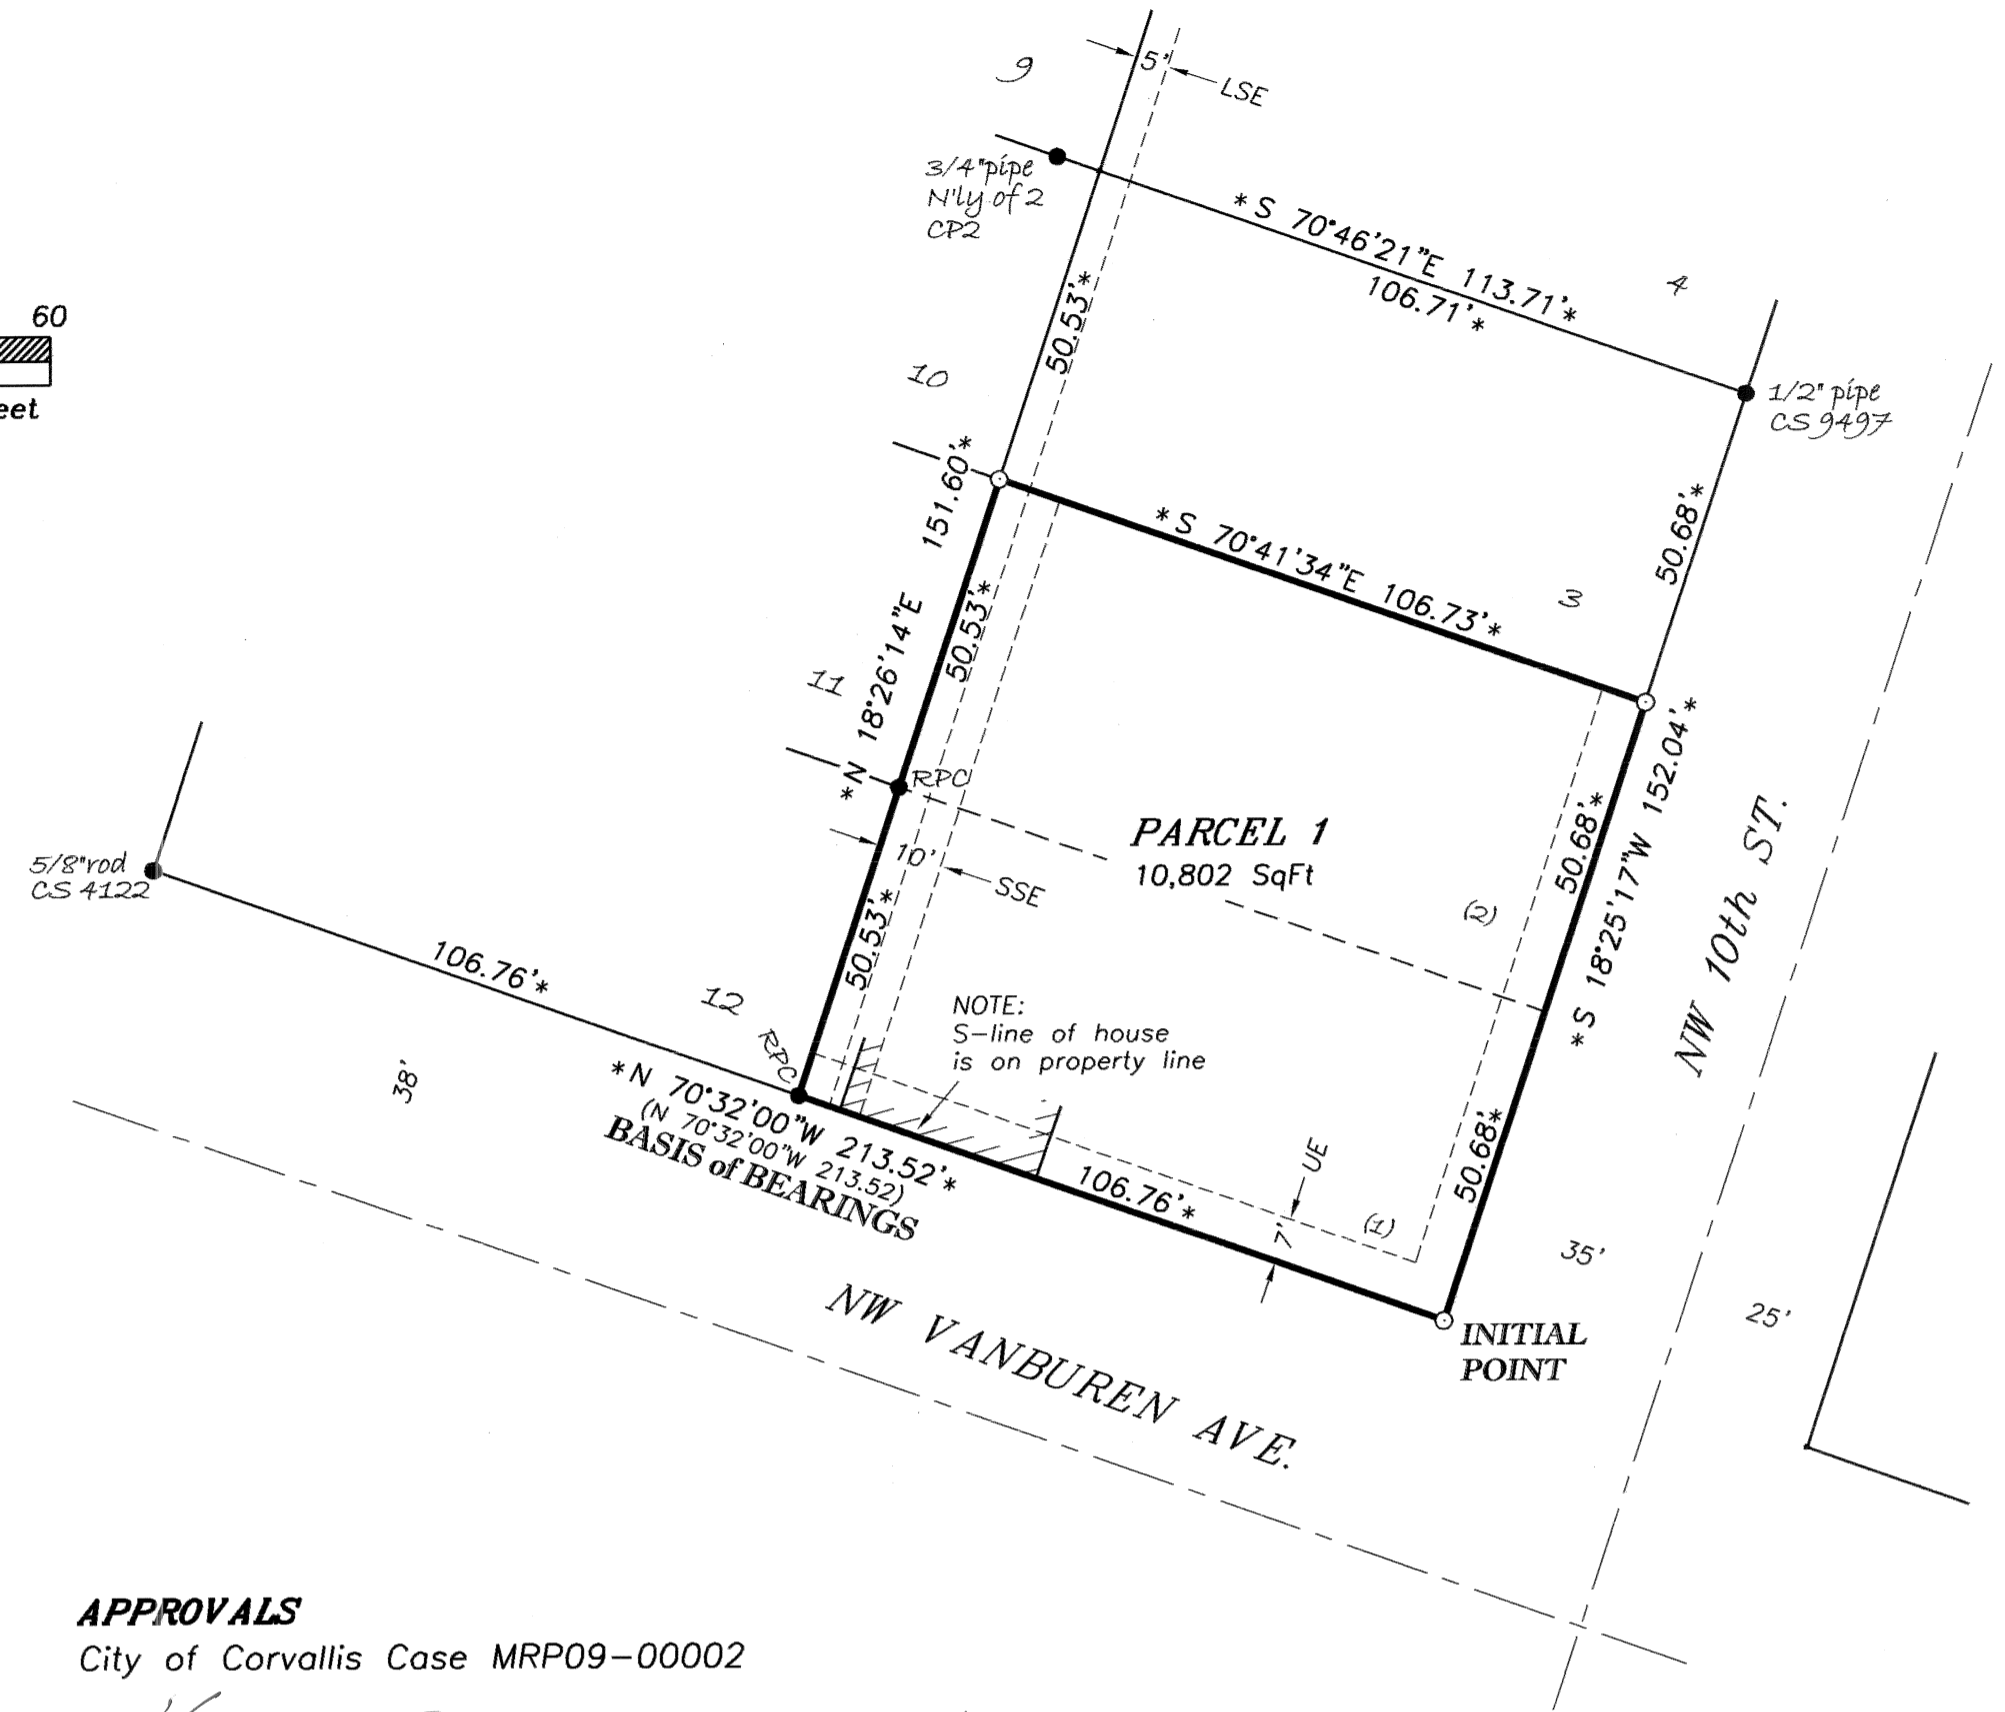 9
5'
LSE
3/4"pipe
N'ly of 2
CP2
*S 70°46'21"E 113.71'*
106.71'*
4
60
eet
50.53'*
10
1/2" pipe
CS 9497
151.60'*
*S 70°41'34"E 106.73'*
3
50.68'*
50.53'*
11
*N 18°26'14"E
RPC
*S 18°25'17"W 152.04'*
50.68'*
NW 10th ST.
PARCEL 1
10,802 SqFt
5/8"rod
CS 4122
10'
SSE
(2)
106.76'*
50.53'*
12
RPC
NOTE:
S-line of house
is on property line
38'
*N 70°32'00"W 213.52'*
(N 70°32'00"W 213.52)
BASIS of BEARINGS
106.76'*
UE
7'
(1)
50.68'*
35'
25'
INITIAL
POINT
NW VANBUREN AVE.
APPROVALS
City of Corvallis Case MRP09-00002